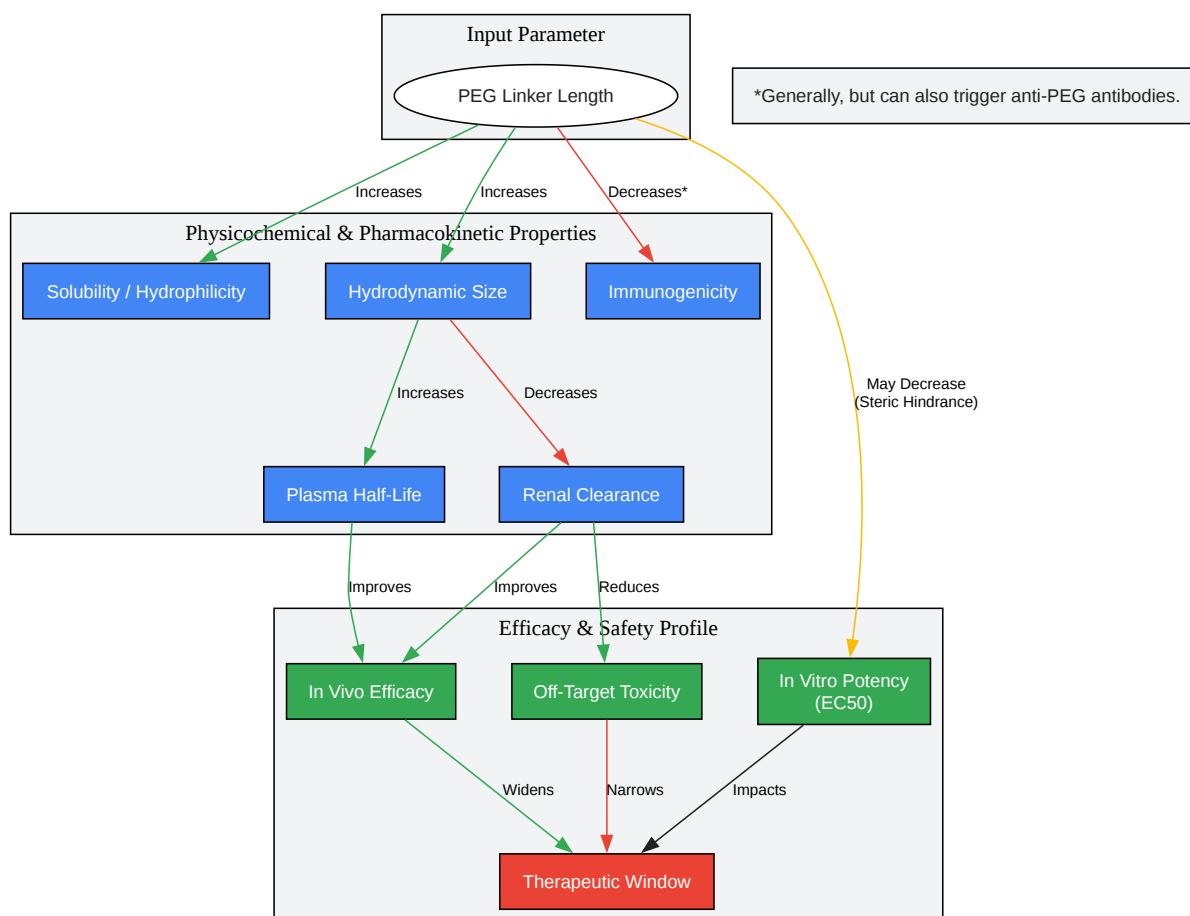 Input Parameter
PEG Linker Length
*Generally, but can also trigger anti-PEG antibodies.
Increases
Increases
Decreases*
Physicochemical & Pharmacokinetic Properties
Solubility / Hydrophilicity
Hydrodynamic Size
Immunogenicity
Increases
Decreases
May Decrease
(Steric Hindrance)
Plasma Half-Life
Renal Clearance
Improves
Improves
Reduces
Efficacy & Safety Profile
In Vivo Efficacy
Off-Target Toxicity
In Vitro Potency
(EC50)
Widens
Narrows
Impacts
Therapeutic Window